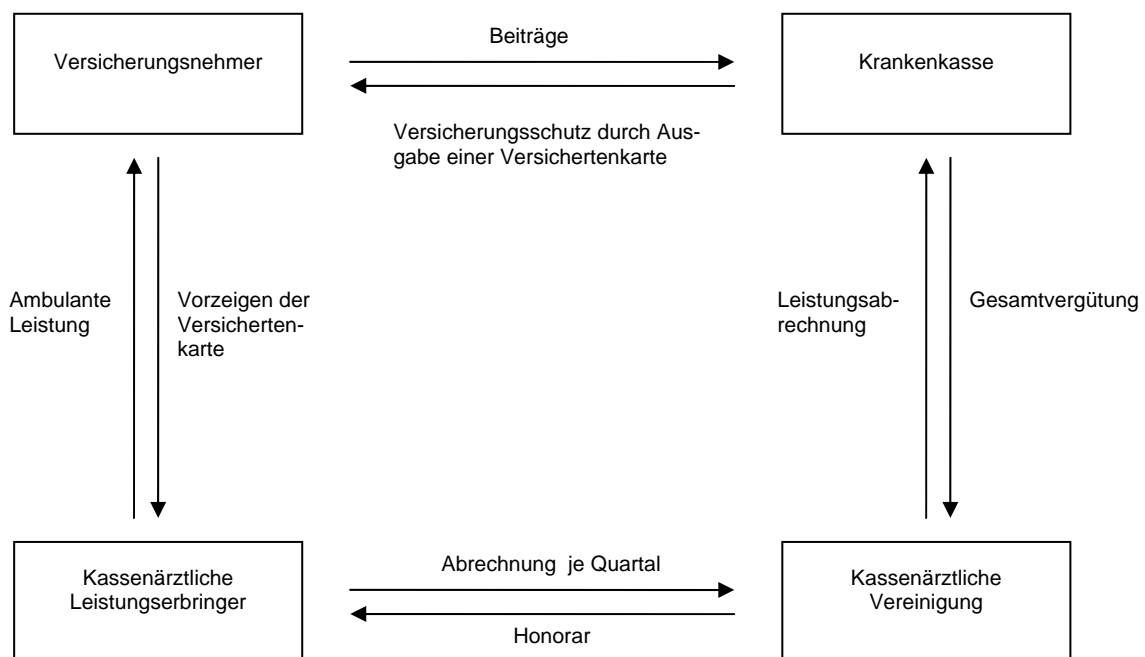 Beiträge
Versicherungsnehmer
Krankenkasse
Versicherungsschutz durch Aus-
gabe einer Versichertenkarte
Ambulante
Leistung
Vorzeigen der
Versicherten-
karte
Leistungsab-
rechnung
Gesamtvergütung
Abrechnung je Quartal
Kassenärztliche
Leistungserbringer
Kassenärztliche
Vereinigung
Honorar